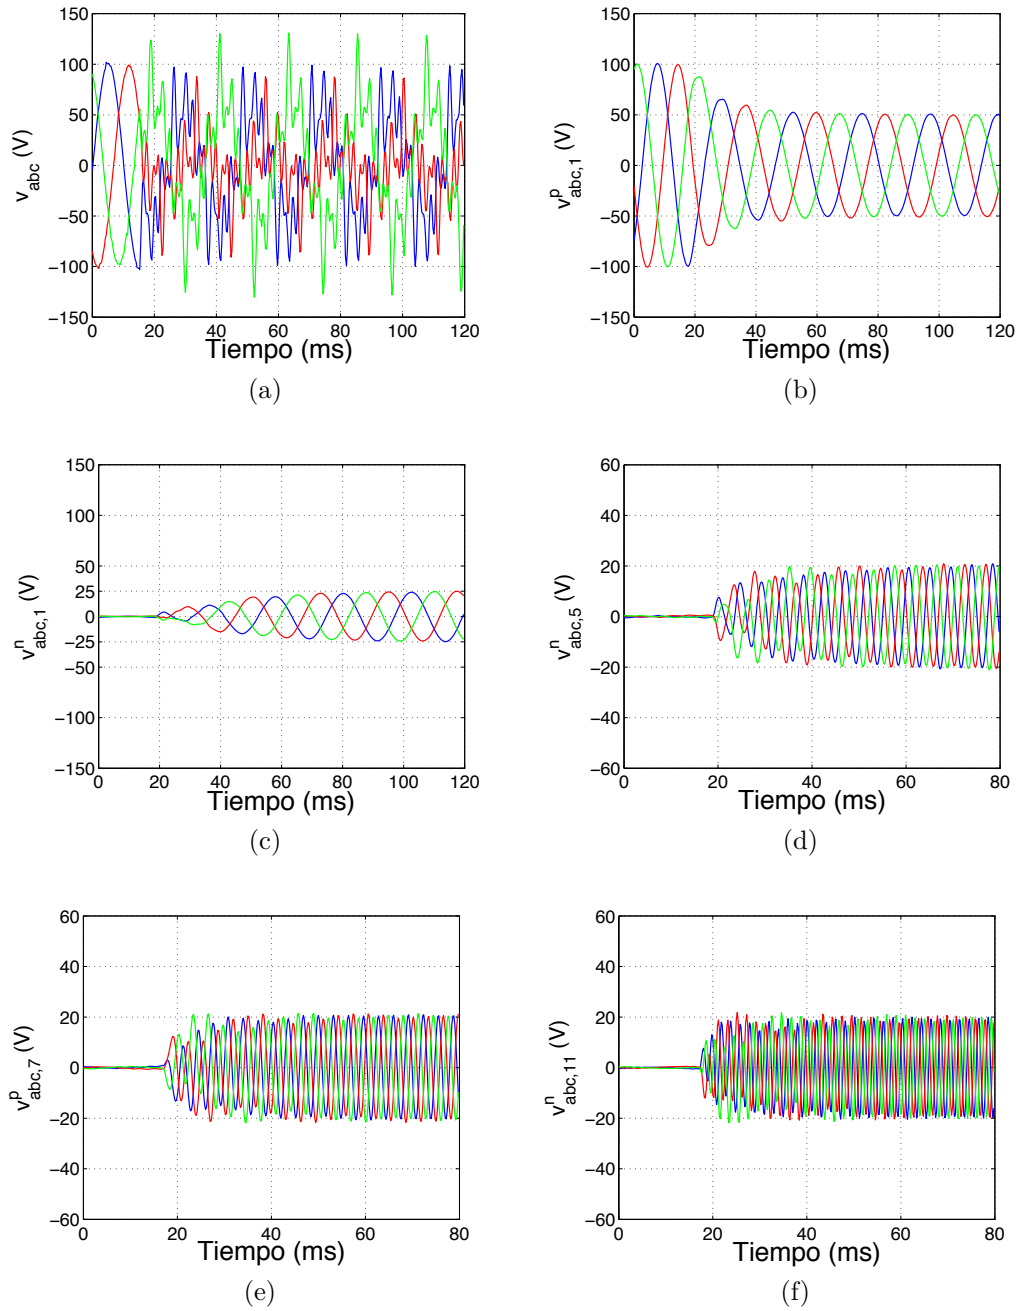 150
100
50
0
−50
−100
−150
0 20 40 60 80 100 120
v_abc (V)
Tiempo (ms)
(a)
150
100
50
0
−50
−100
−150
0 20 40 60 80 100 120
v^p_abc,1 (V)
Tiempo (ms)
(b)
150
100
50
25
0
−25
−50
−100
−150
0 20 40 60 80 100 120
v^n_abc,1 (V)
Tiempo (ms)
(c)
60
40
20
0
−20
−40
−60
0 20 40 60 80
v^n_abc,5 (V)
Tiempo (ms)
(d)
60
40
20
0
−20
−40
−60
0 20 40 60 80
v^p_abc,7 (V)
Tiempo (ms)
(e)
60
40
20
0
−20
−40
−60
0 20 40 60 80
v^n_abc,11 (V)
Tiempo (ms)
(f)